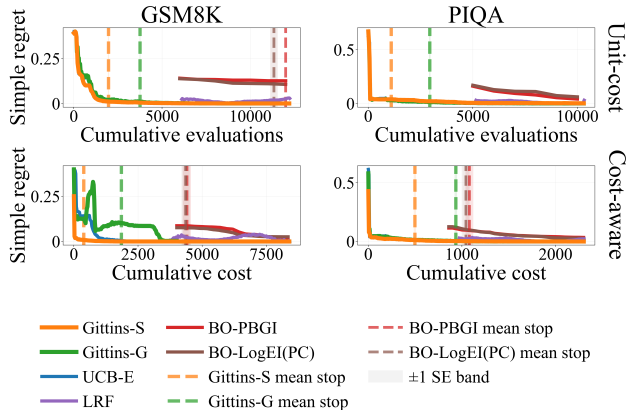 GSM8K
PIQA
Simple regret
0.25
0
0
5000
10000
Cumulative evaluations
0.5
0
0
5000
10000
Cumulative evaluations
Unit-cost
Simple regret
0.25
0
0
2500
5000
7500
Cumulative cost
0.5
0
0
1000
2000
Cumulative cost
Cost-aware
Gittins-S
BO-PBGI
BO-PBGI mean stop
Gittins-G
BO-LogEI(PC)
BO-LogEI(PC) mean stop
UCB-E
Gittins-S mean stop
±1 SE band
LRF
Gittins-G mean stop